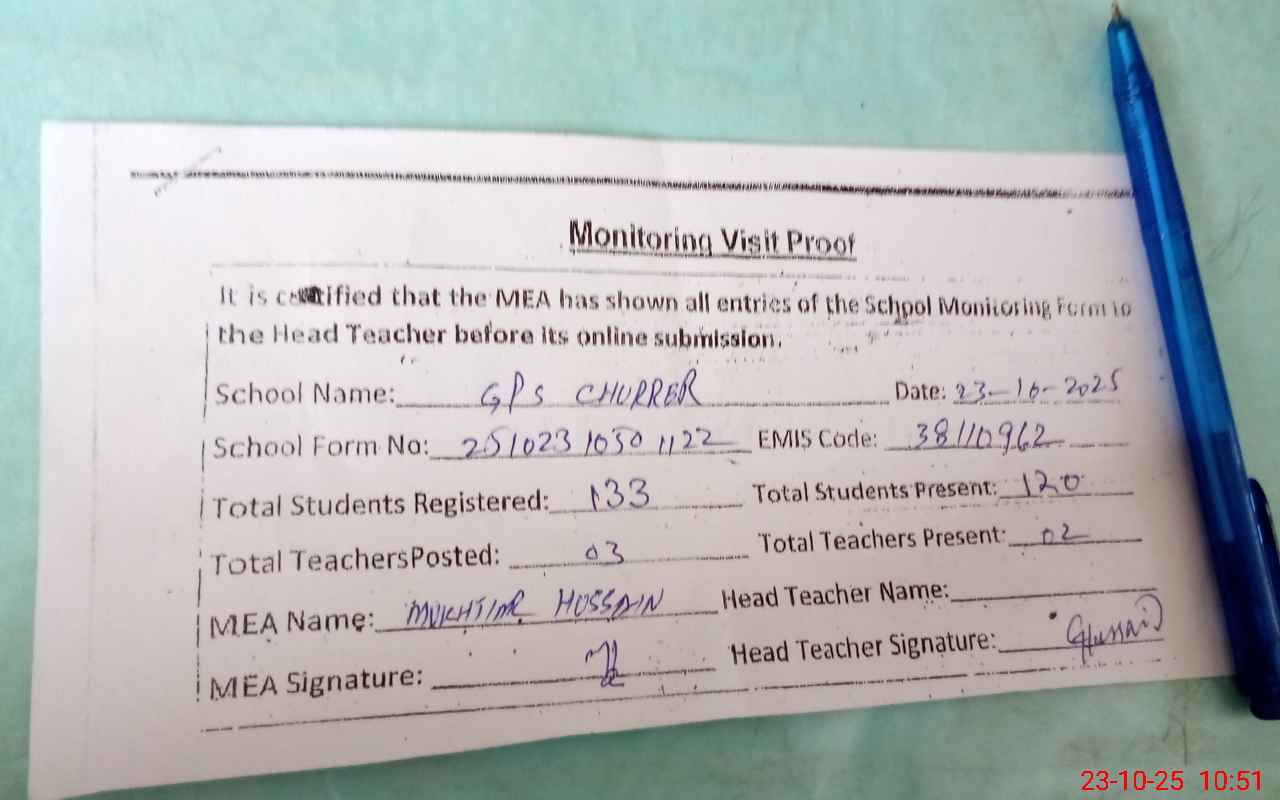 Monitoring Visit Proof
It is certified that the MEA has shown all entries of the School Monitoring Form to
the Head Teacher before its online submission.
School Name: GPS CHURRER Date: 23-10-2025
School Form No: 251023 1050 1122 EMIS Code: 38110962
Total Students Registered: 133 Total Students Present: 120
Total TeachersPosted: 03 Total Teachers Present: 02
MEA Name: MUKHTIAR HUSSAIN Head Teacher Name:
MEA Signature: Head Teacher Signature: GHussain
23-10-25 10:51